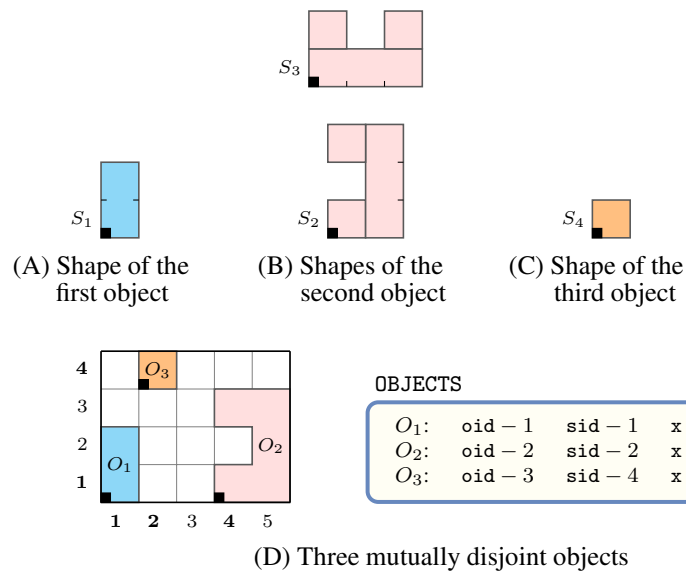 S3
S1
S2
S4
(A) Shape of the
first object
(B) Shapes of the
second object
(C) Shape of the
third object
4
3
2
1
O3
O1
O2
1 2 3 4 5
OBJECTS
O1: oid − 1 sid − 1 x
O2: oid − 2 sid − 2 x
O3: oid − 3 sid − 4 x
(D) Three mutually disjoint objects